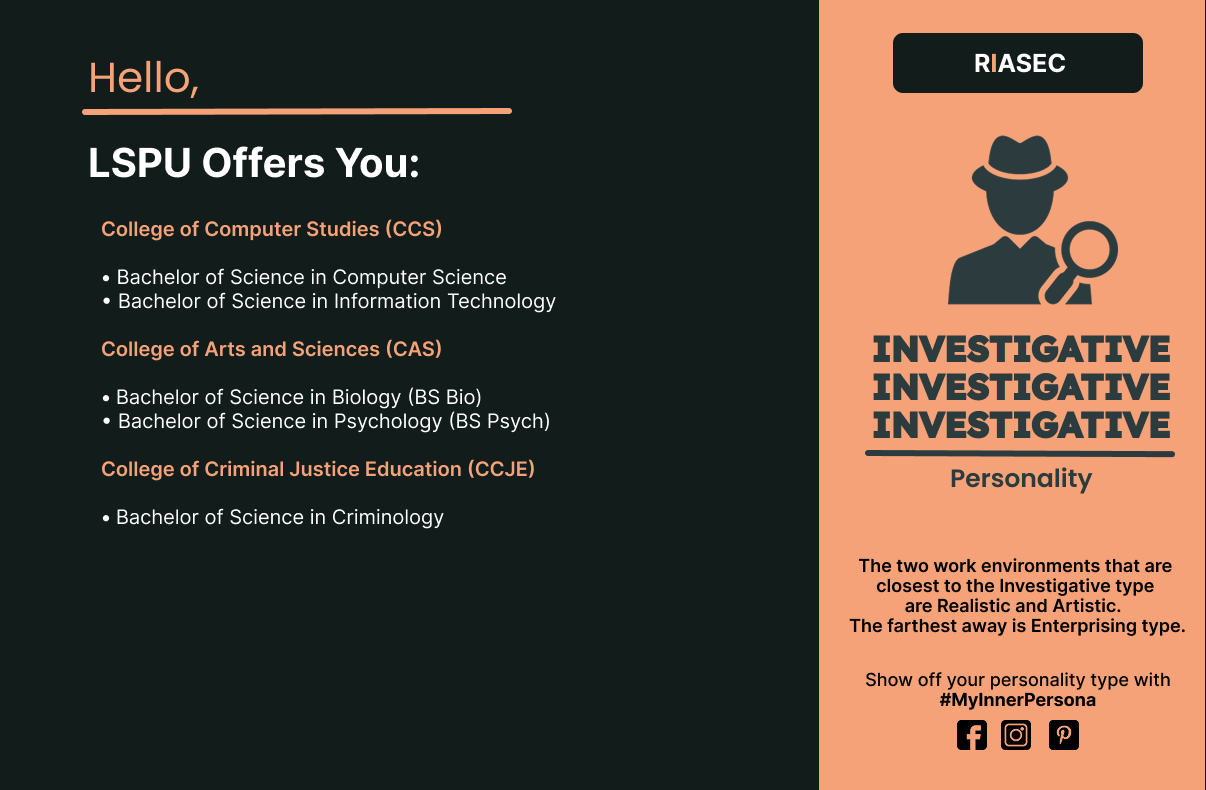 Hello,
LSPU Offers You:
College of Computer Studies (CCS)
• Bachelor of Science in Computer Science
• Bachelor of Science in Information Technology
College of Arts and Sciences (CAS)
• Bachelor of Science in Biology (BS Bio)
• Bachelor of Science in Psychology (BS Psych)
College of Criminal Justice Education (CCJE)
• Bachelor of Science in Criminology
RIASEC
INVESTIGATIVE
INVESTIGATIVE
INVESTIGATIVE
Personality
The two work environments that are
closest to the Investigative type
are Realistic and Artistic.
The farthest away is Enterprising type.
Show off your personality type with
#MyInnerPersona